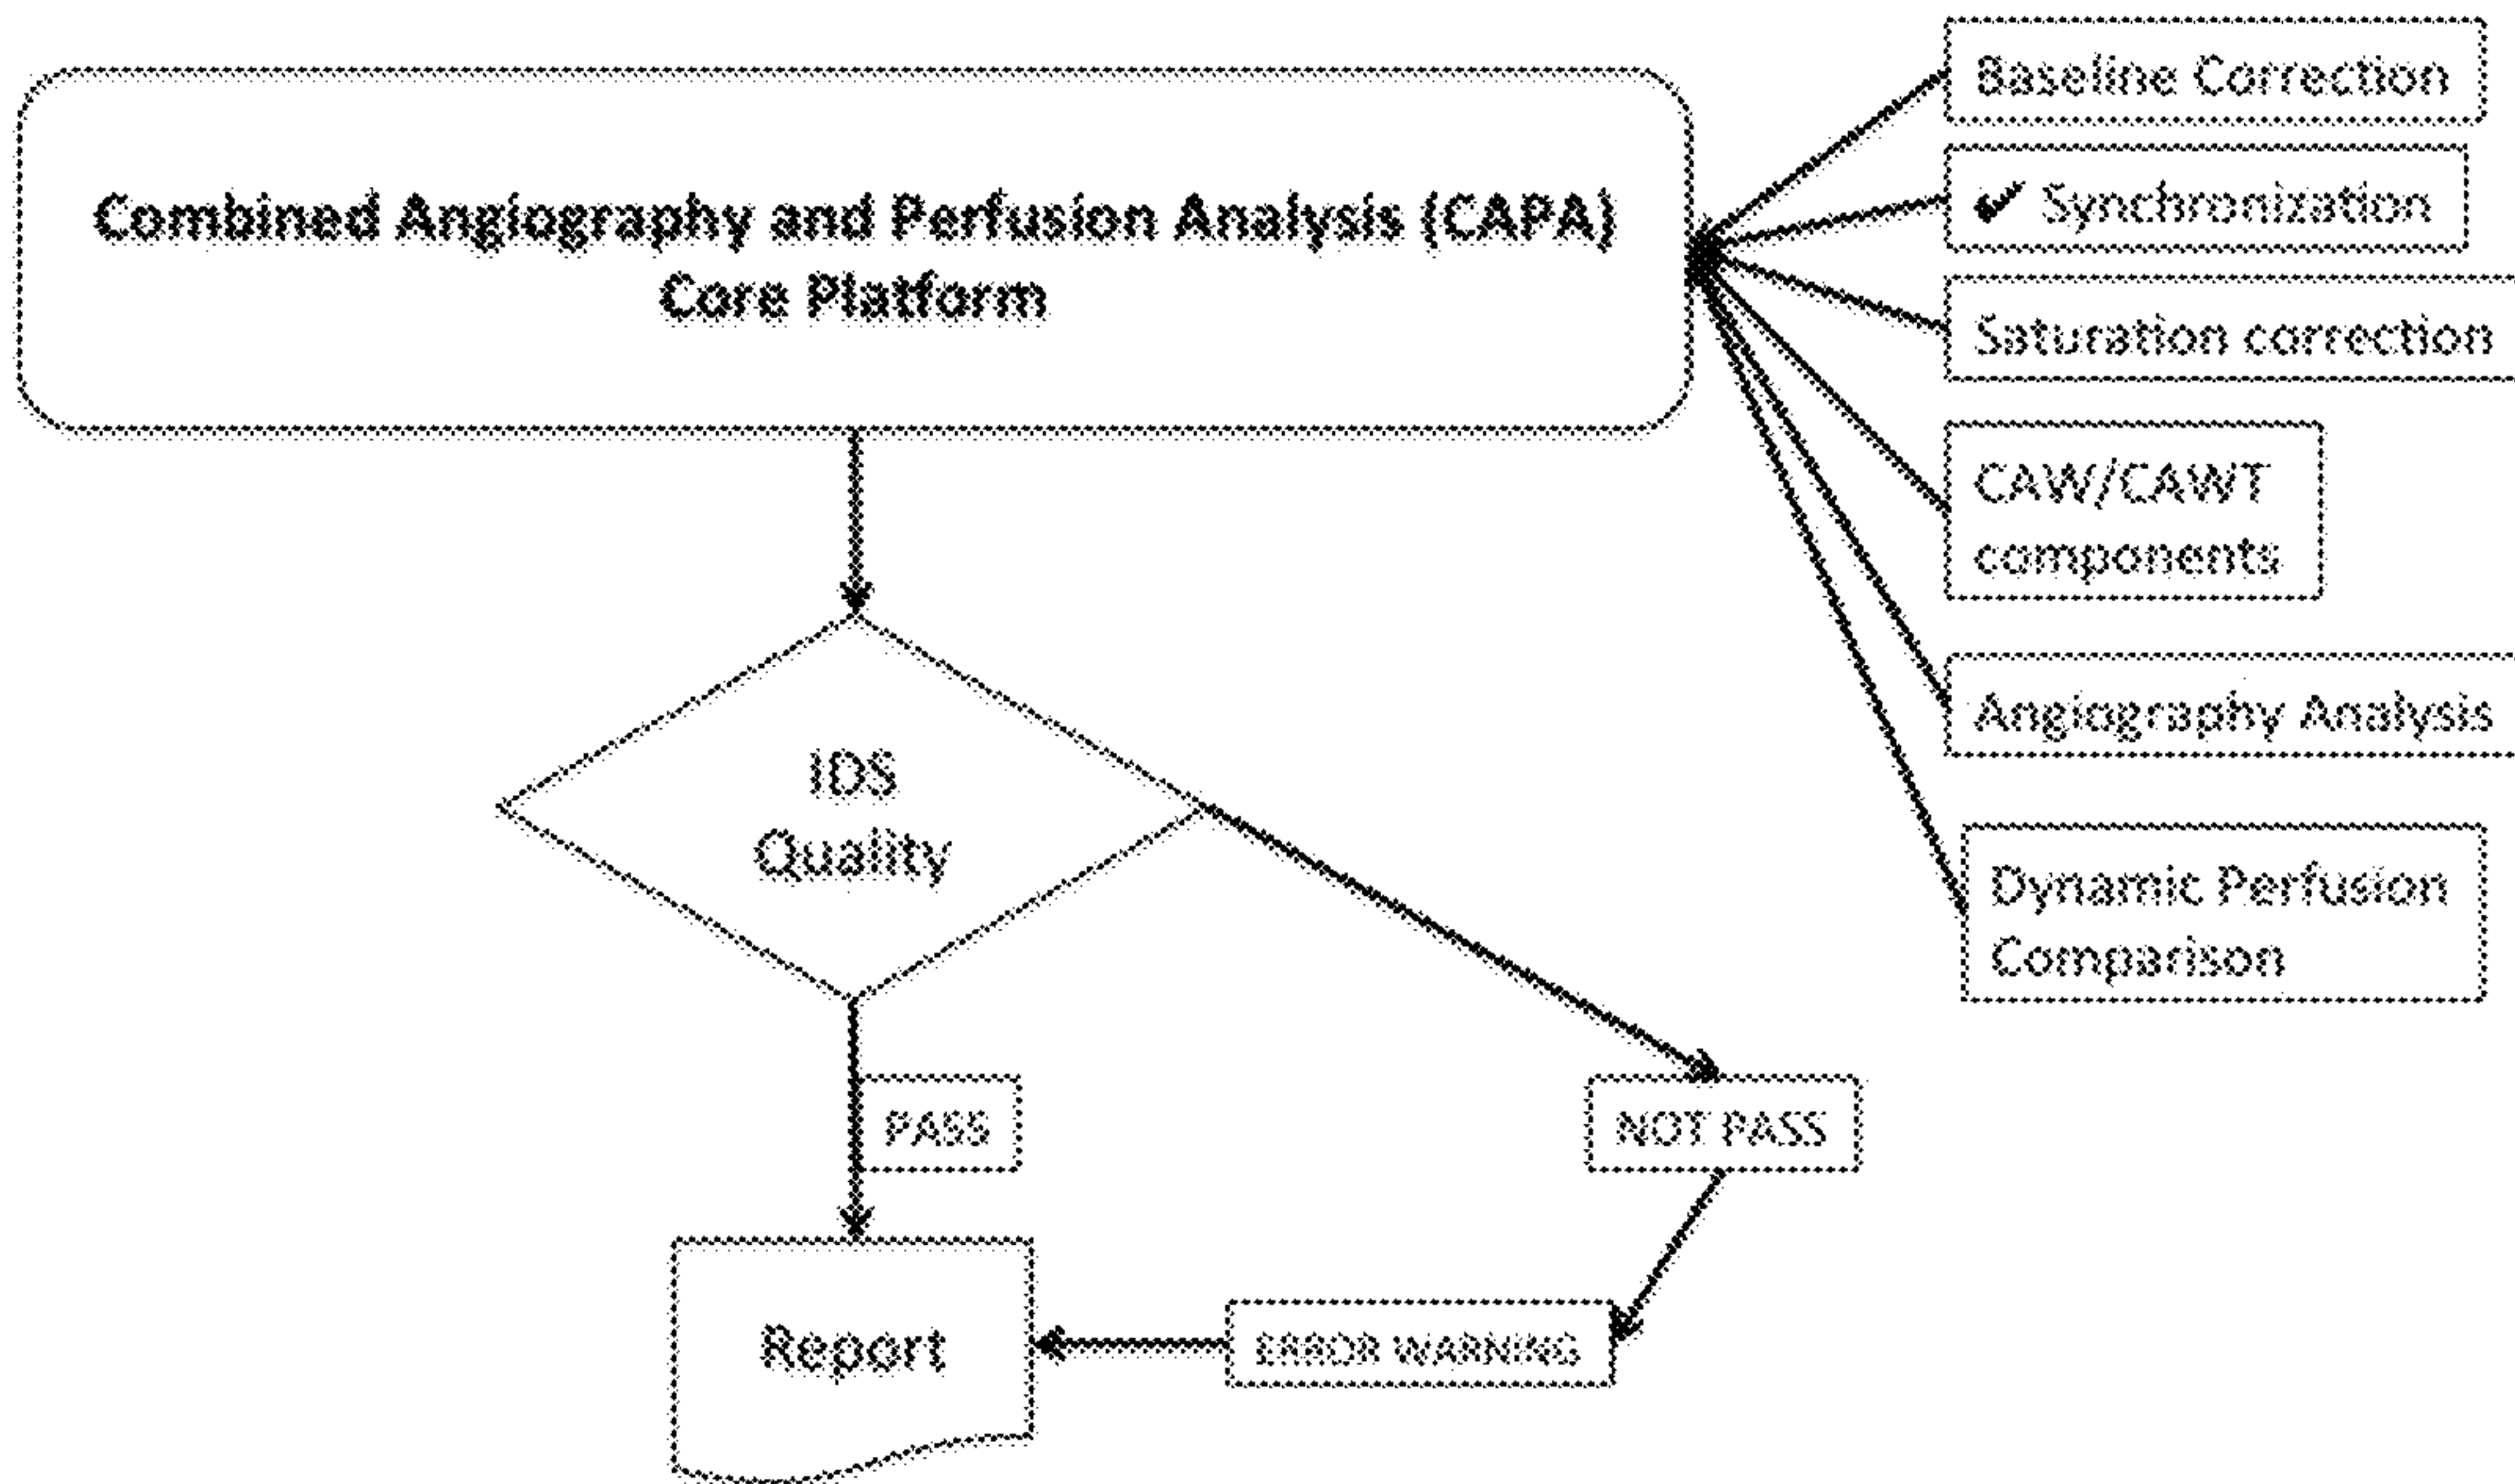 Combined Angiography and Perfusion Analysis (CAPA)
Core Platform
Baseline Correction
✔ Synchronization
Saturation correction
CAW/CAWT
components
Angiography Analysis
Dynamic Perfusion
Comparison
IDS
Quality
PASS
NOT PASS
ERROR WARNING
Report